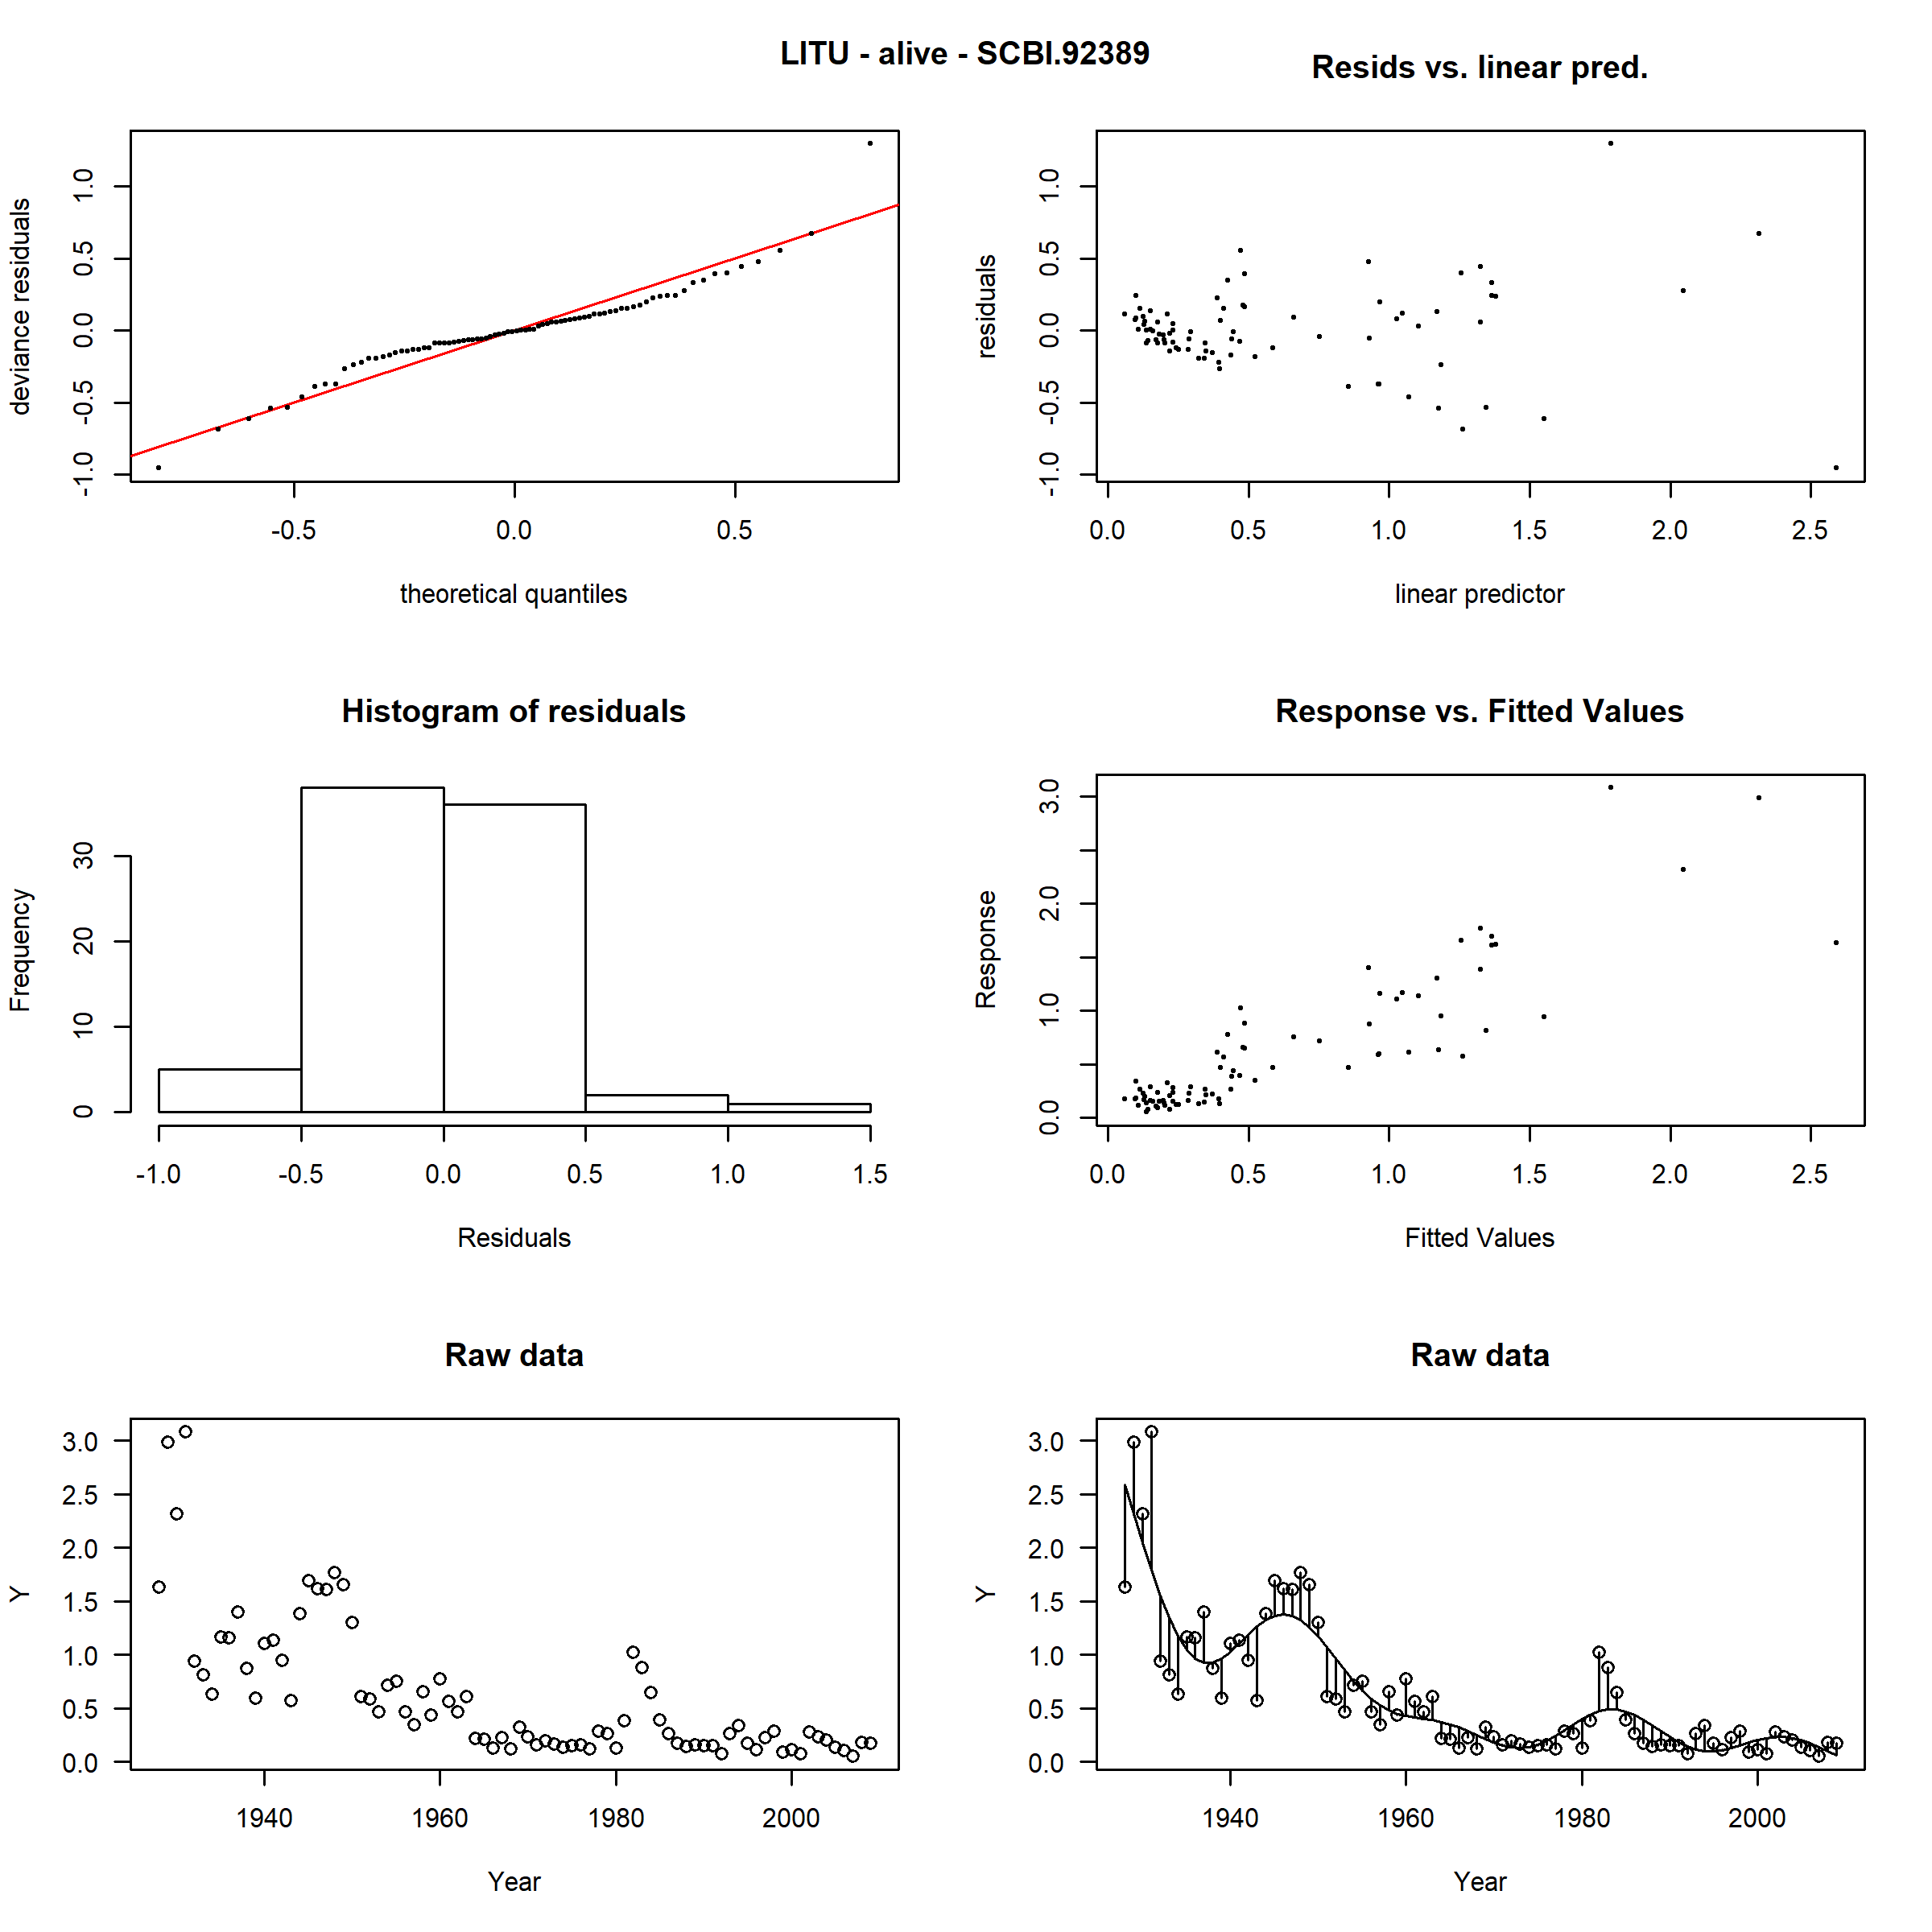 LITU - alive - SCBI.92389
Resids vs. linear pred.
deviance residuals
-1.0 -0.5 0.0 0.5 1.0
-0.5 0.0 0.5
theoretical quantiles
residuals
-1.0 -0.5 0.0 0.5 1.0
0.0 0.5 1.0 1.5 2.0 2.5
linear predictor
Histogram of residuals
Frequency
0 10 20 30
-1.0 -0.5 0.0 0.5 1.0 1.5
Residuals
Response vs. Fitted Values
Response
0.0 1.0 2.0 3.0
0.0 0.5 1.0 1.5 2.0 2.5
Fitted Values
Raw data
Y
3.0
2.5
2.0
1.5
1.0
0.5
0.0
1940 1960 1980 2000
Year
Raw data
Y
3.0
2.5
2.0
1.5
1.0
0.5
0.0
1940 1960 1980 2000
Year